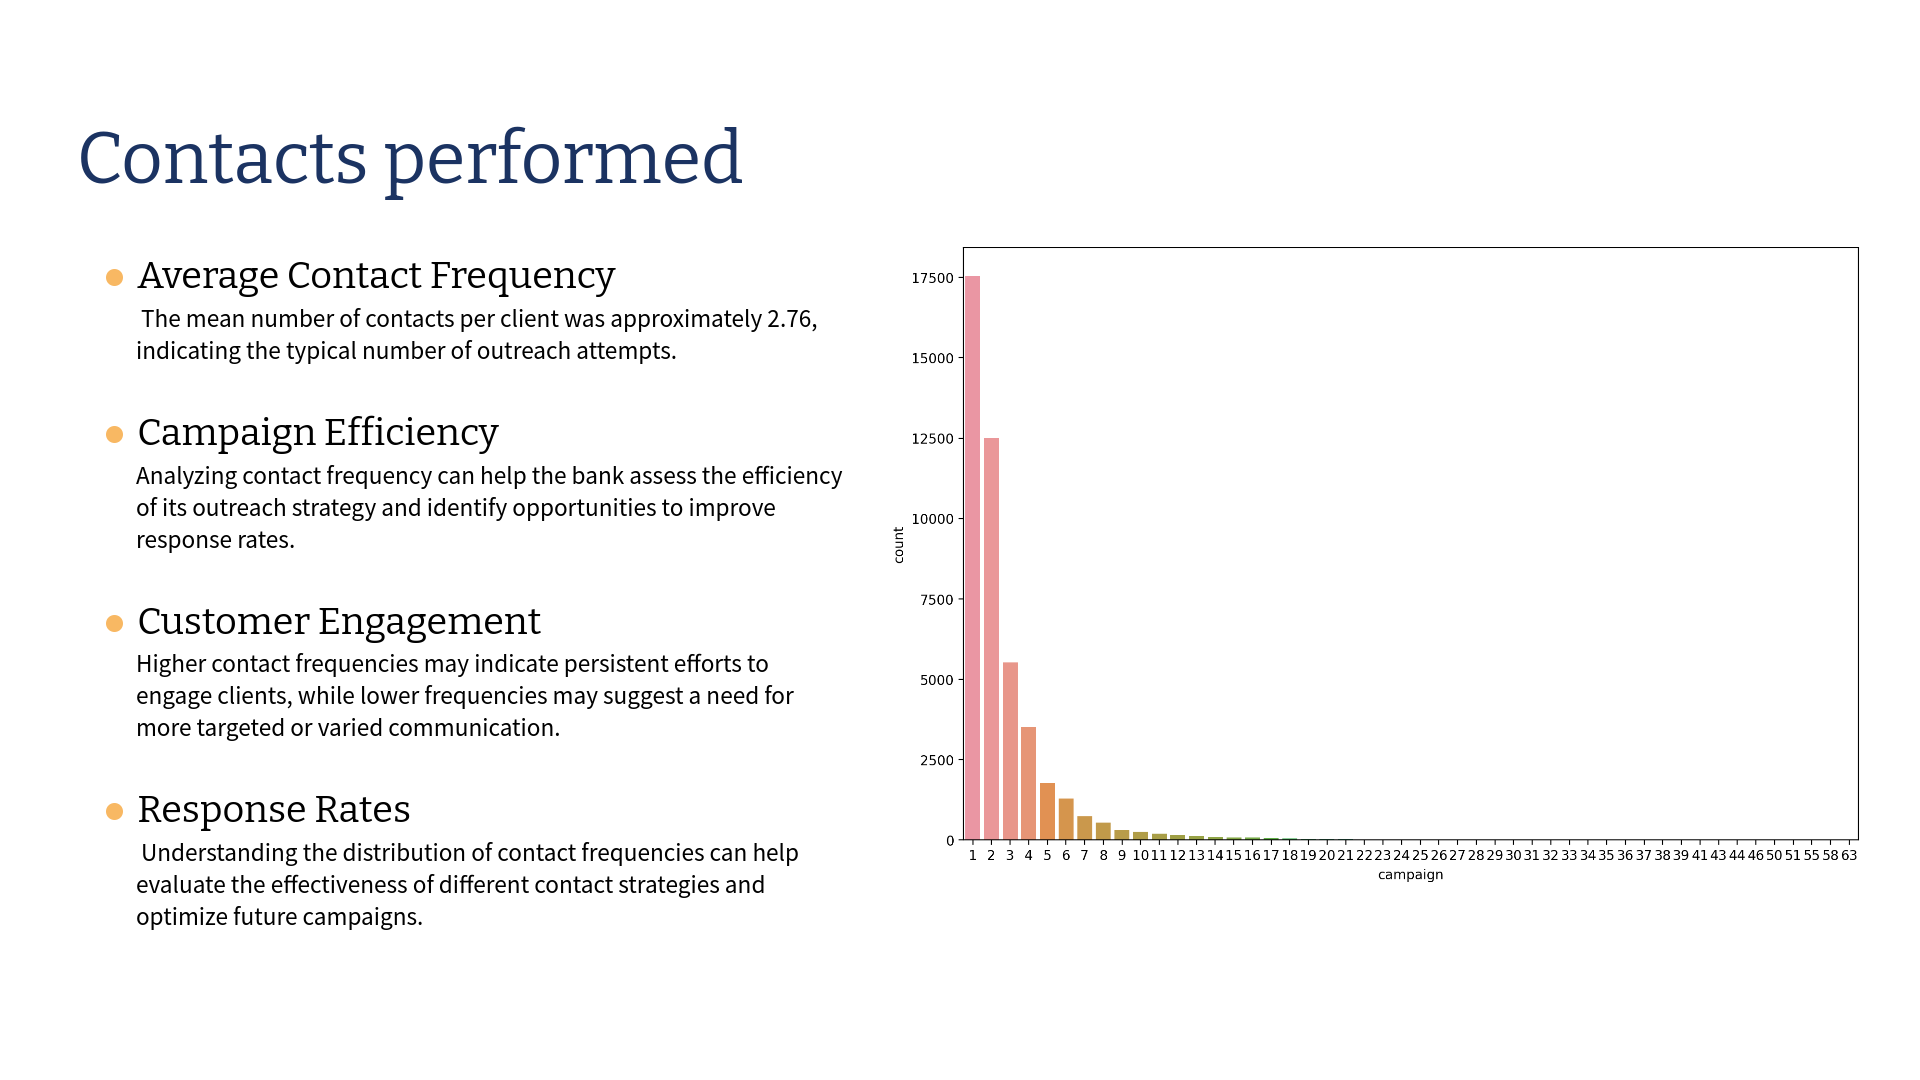 Contacts performed
Average Contact Frequency
The mean number of contacts per client was approximately 2.76,
indicating the typical number of outreach attempts.
Campaign Efficiency
Analyzing contact frequency can help the bank assess the efficiency
of its outreach strategy and identify opportunities to improve
response rates.
Customer Engagement
Higher contact frequencies may indicate persistent efforts to
engage clients, while lower frequencies may suggest a need for
more targeted or varied communication.
Response Rates
Understanding the distribution of contact frequencies can help
evaluate the effectiveness of different contact strategies and
optimize future campaigns.
17500
15000
12500
10000
7500
5000
2500
0
count
1 2 3 4 5 6 7 8 9 10 11 12 13 14 15 16 17 18 19 20 21 22 23 24 25 26 27 28 29 30 31 32 33 34 35 36 37 38 39 41 43 44 46 50 51 55 58 63
campaign